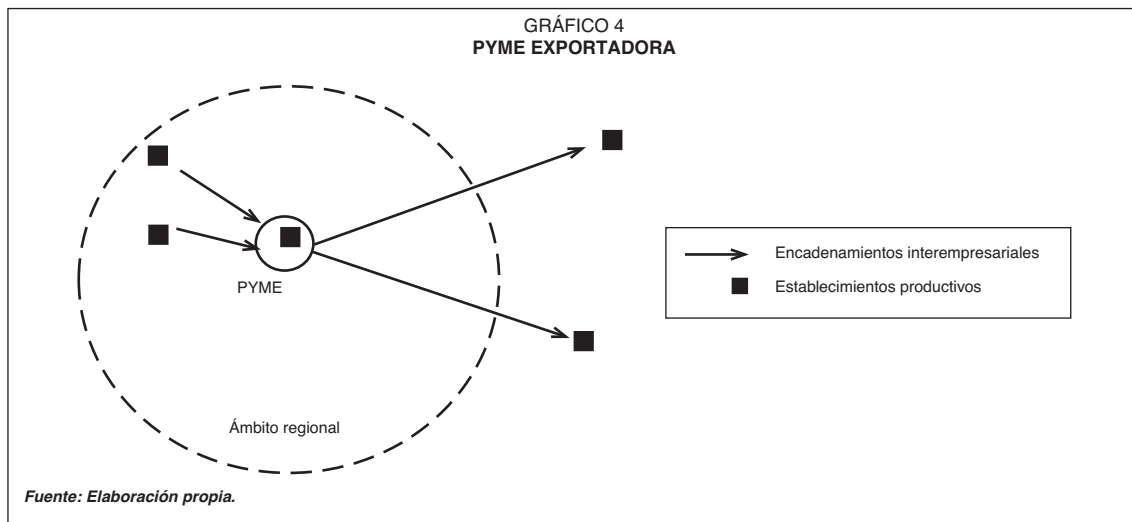 GRÁFICO 4
PYME EXPORTADORA
PYME
Ámbito regional
Encadenamientos interempresariales
Establecimientos productivos
Fuente: Elaboración propia.